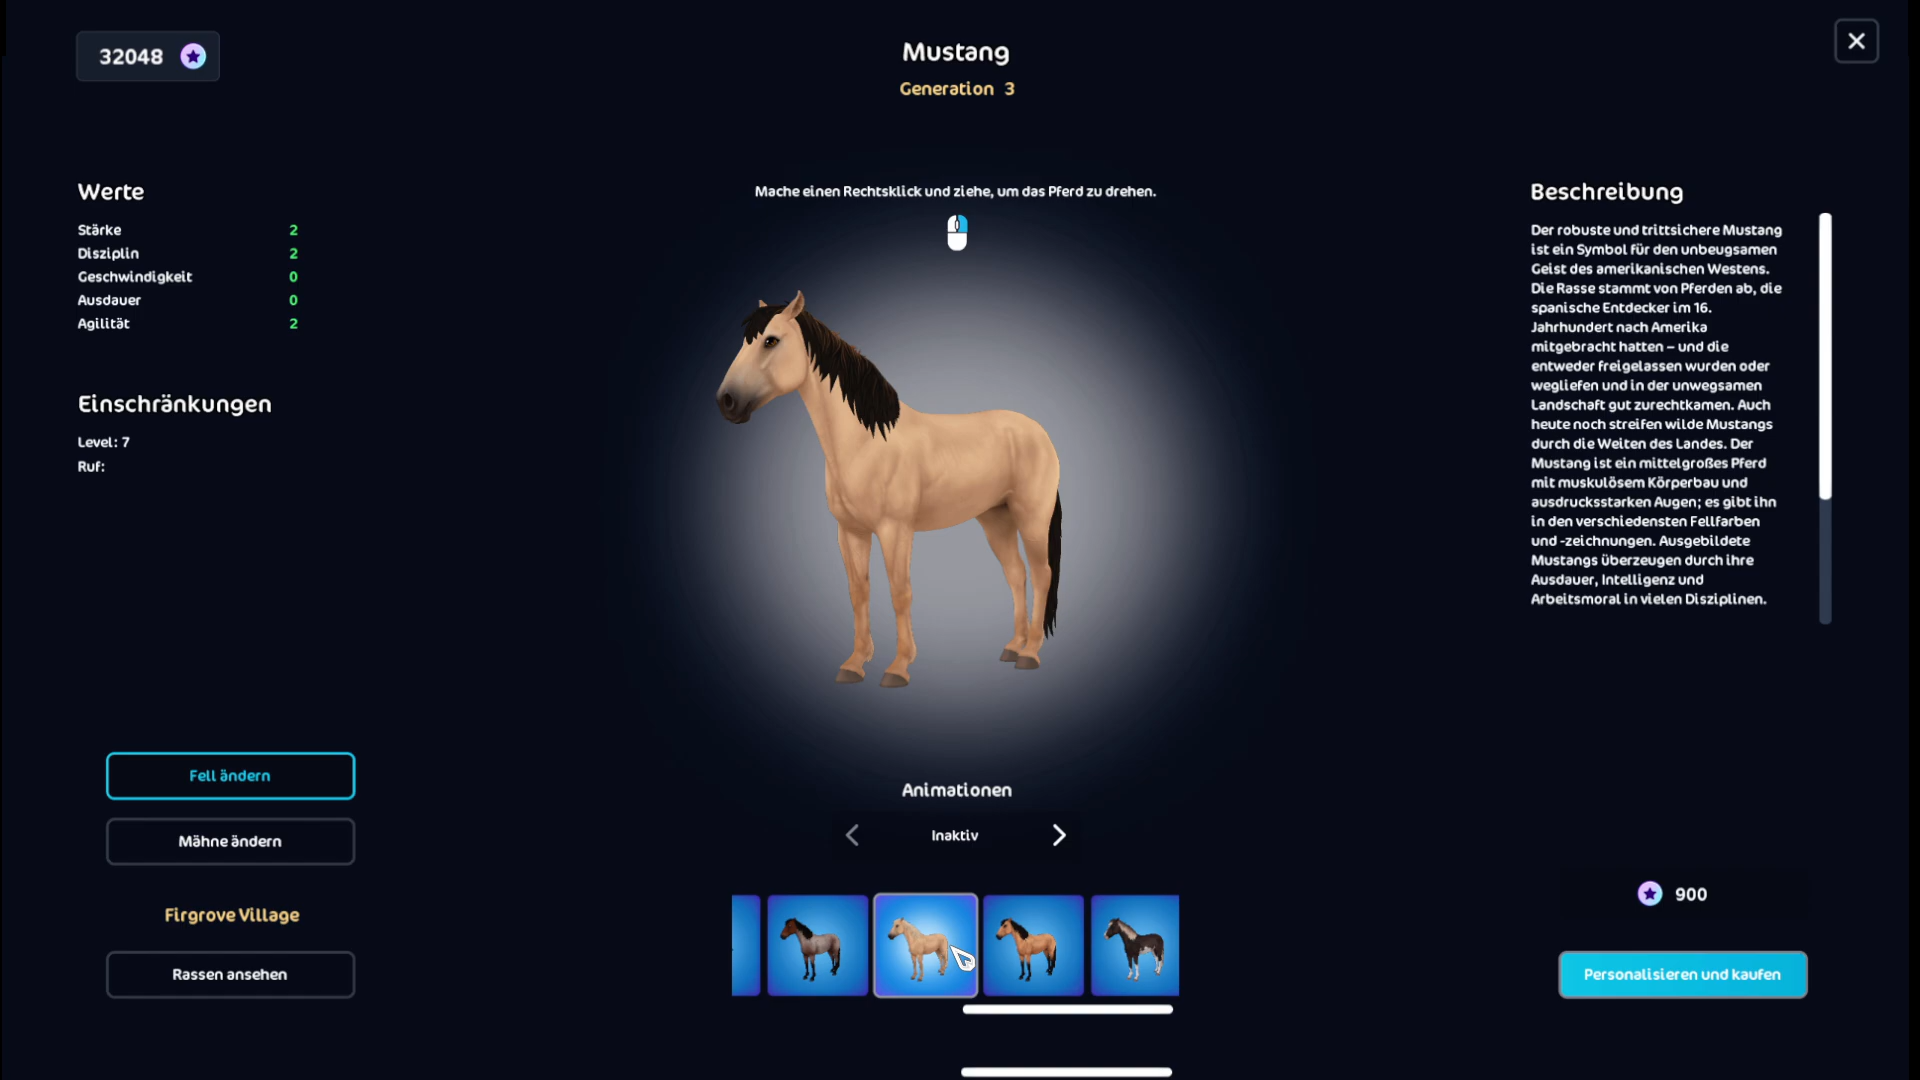 32048
Mustang
Generation 3
Werte
Stärke 2
Disziplin 2
Geschwindigkeit 0
Ausdauer 0
Agilität 2
Einschränkungen
Level: 7
Ruf:
Mache einen Rechtsklick und ziehe, um das Pferd zu drehen.
Beschreibung
Der robuste und trittsichere Mustang
ist ein Symbol für den unbeugsamen
Geist des amerikanischen Westens.
Die Rasse stammt von Pferden ab, die
spanische Entdecker im 16.
Jahrhundert nach Amerika
mitgebracht hatten – und die
entweder freigelassen wurden oder
wegliefen und in der unwegsamen
Landschaft gut zurechtkamen. Auch
heute noch streifen wilde Mustangs
durch die Weiten des Landes. Der
Mustang ist ein mittelgroßes Pferd
mit muskulösem Körperbau und
ausdrucksstarken Augen; es gibt ihn
in den verschiedensten Fellfarben
und -zeichnungen. Ausgebildete
Mustangs überzeugen durch ihre
Ausdauer, Intelligenz und
Arbeitsmoral in vielen Disziplinen.
Fell ändern
Mähne ändern
Firgrove Village
Rassen ansehen
Animationen
Inaktiv
900
Personalisieren und kaufen